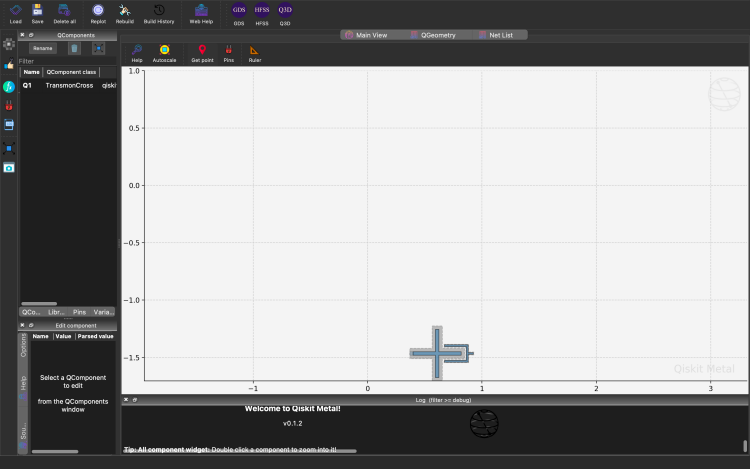 Load Save Delete all Replot Rebuild Build History Web Help GDS HFSS Q3D
GDS HFSS Q3D
QComponents
Main View QGeometry Net List
Rename
Help Autoscale Get point Pins Ruler
Filter
Name QComponent class
Q1 TransmonCross qiski
1.0
0.5
0.0
−0.5
−1.0
−1.5
−1 0 1 2 3
Qiskit Metal
QCo... Libr... Pins Varia...
Edit component
Options
Help
Sou...
Name Value Parsed value
Select a QComponent
to edit
from the QComponents
window
Log (filter >= debug)
Welcome to Qiskit Metal!
v0.1.2
Tip: All component widget: Double click a component to zoom into it!